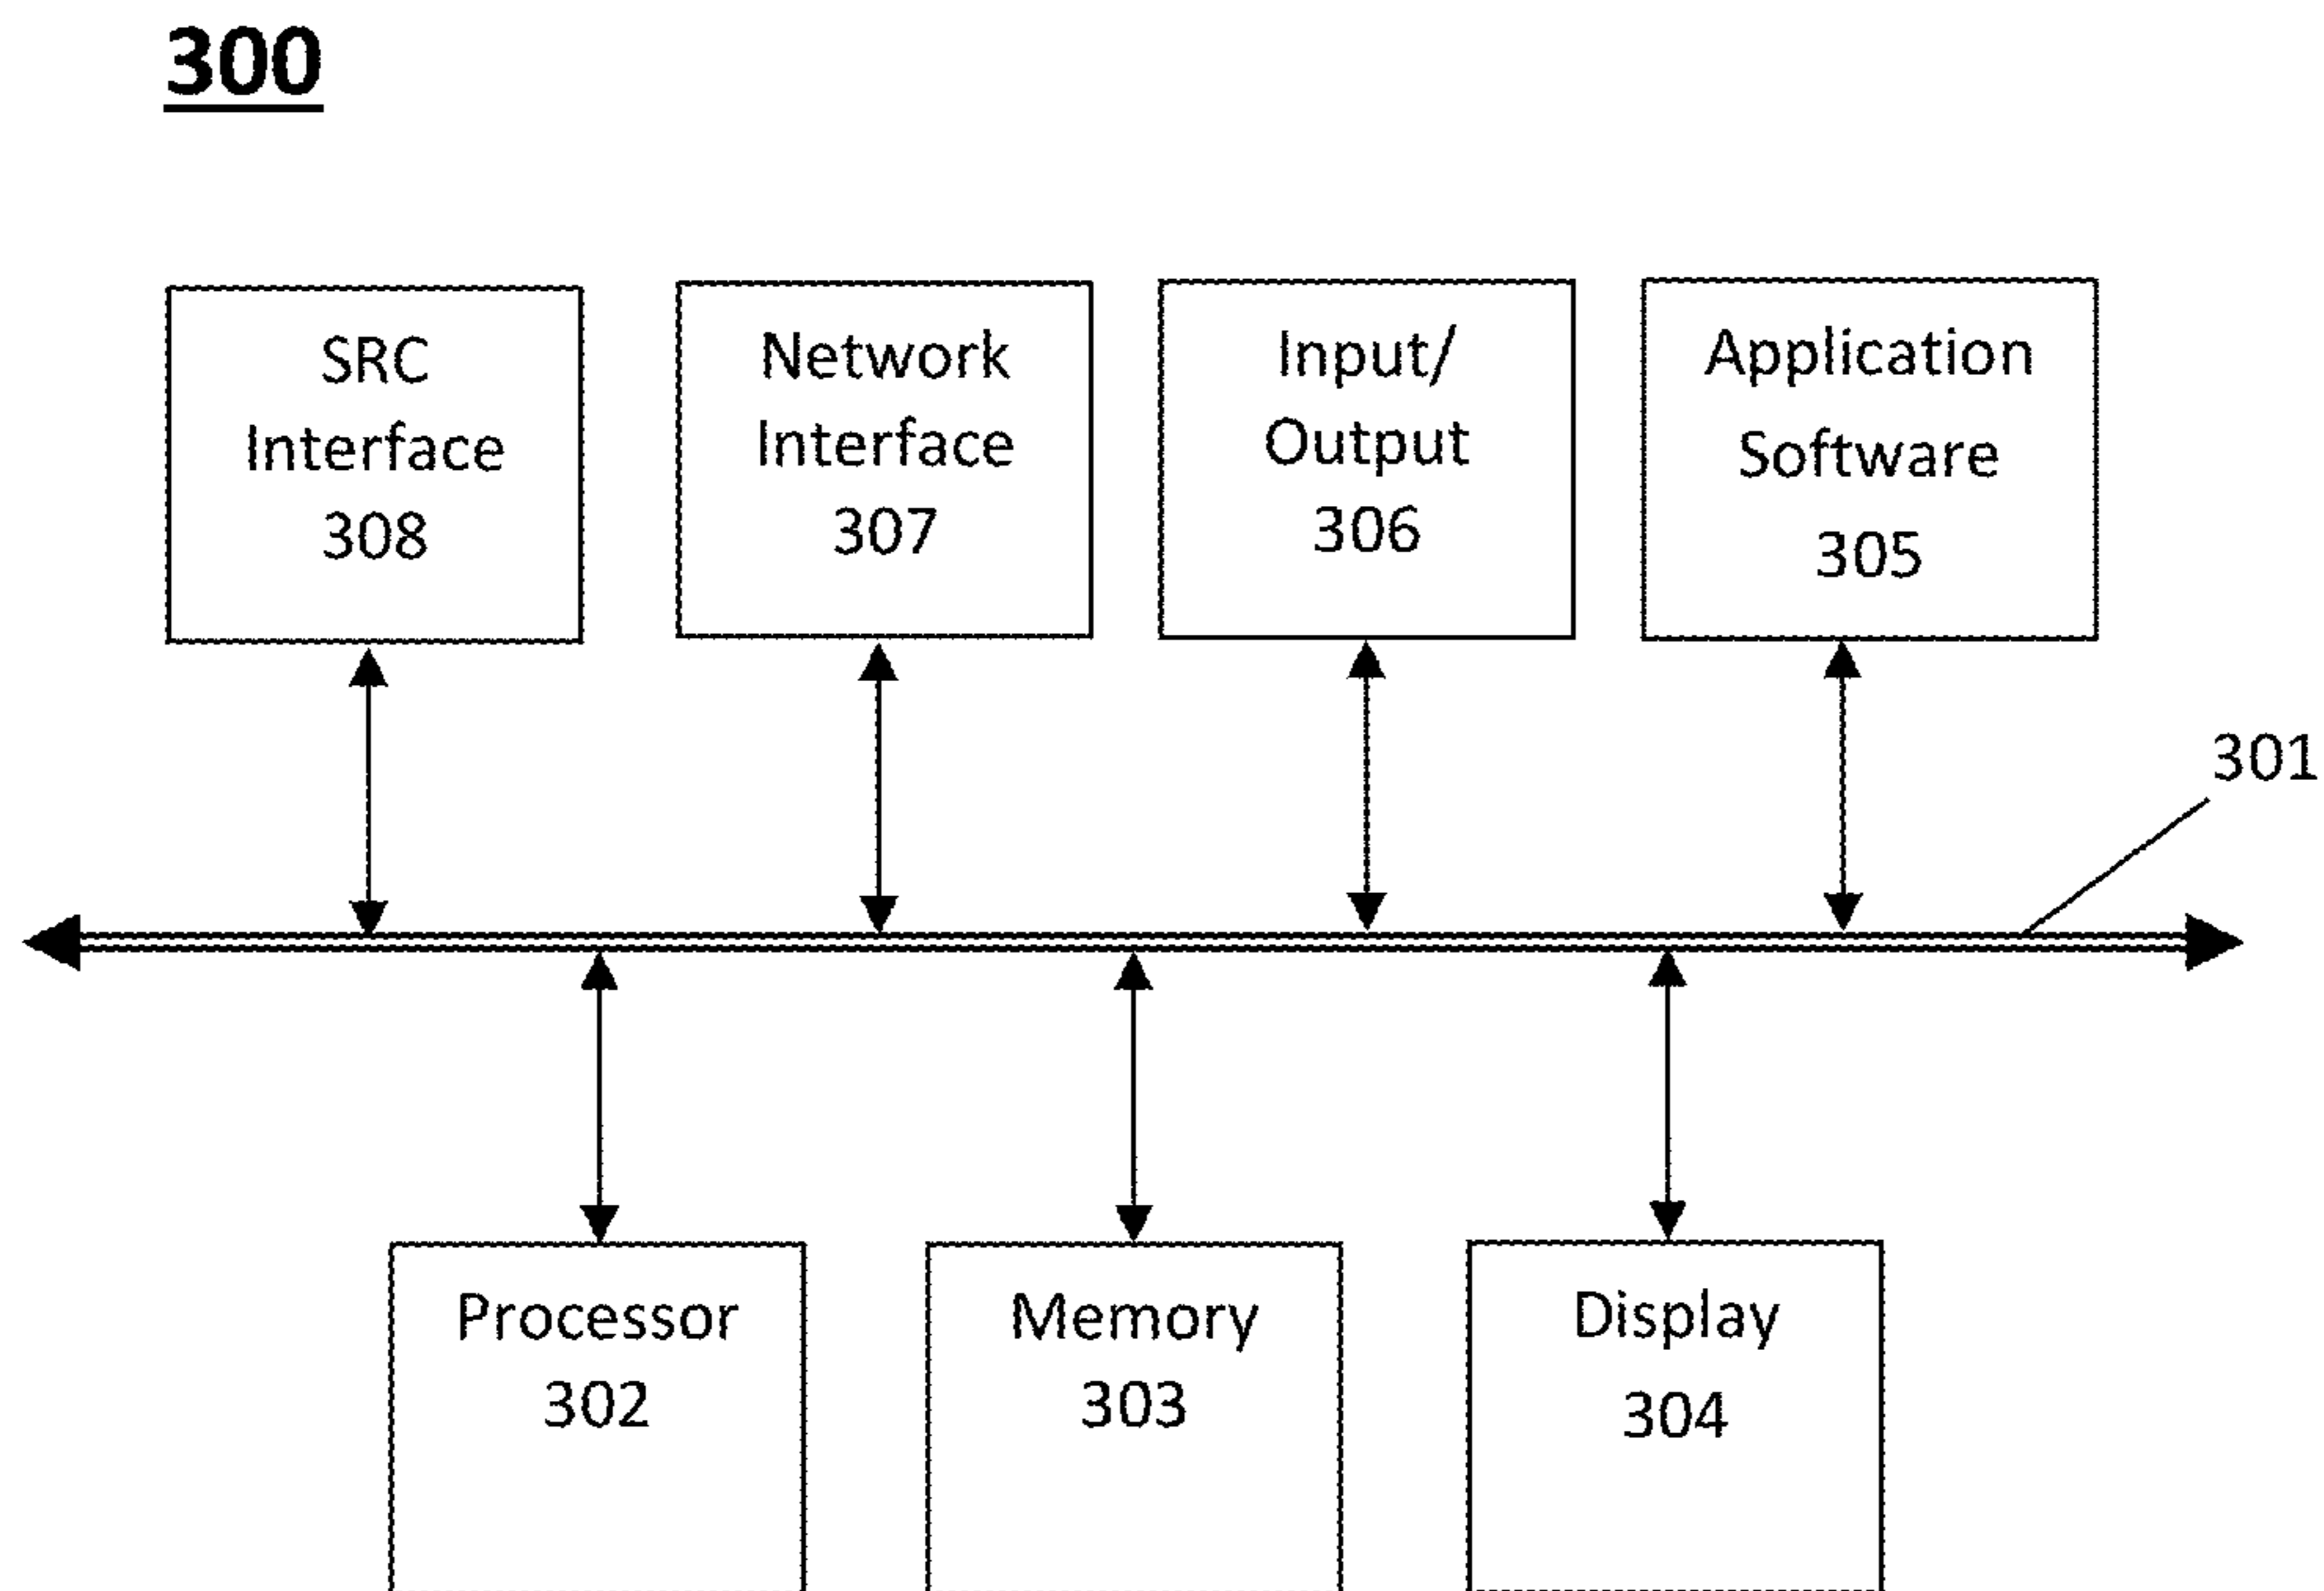 300
SRC
Interface
308
Network
Interface
307
Input/
Output
306
Application
Software
305
301
Processor
302
Memory
303
Display
304